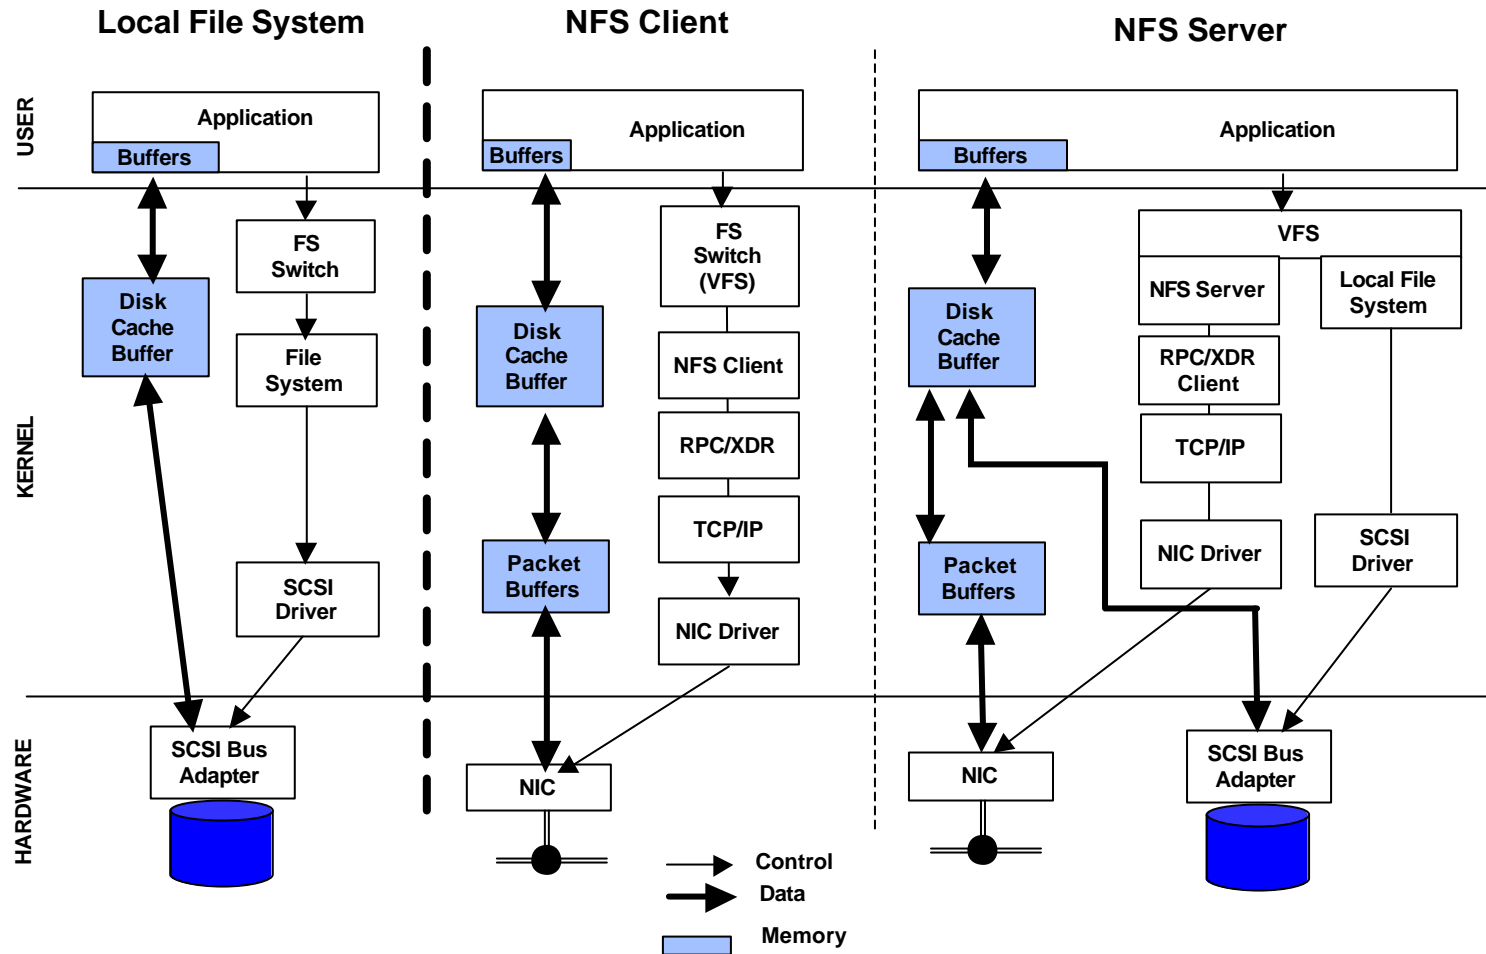 Local File System
NFS Client
NFS Server
USER
KERNEL
HARDWARE
Application
Buffers
FS
Switch
Disk
Cache
Buffer
File
System
SCSI
Driver
SCSI Bus
Adapter
Application
Buffers
FS
Switch
(VFS)
Disk
Cache
Buffer
NFS Client
RPC/XDR
TCP/IP
Packet
Buffers
NIC Driver
NIC
Application
Buffers
VFS
NFS Server
Local File
System
Disk
Cache
Buffer
RPC/XDR
Client
TCP/IP
NIC Driver
SCSI
Driver
Packet
Buffers
NIC
SCSI Bus
Adapter
Control
Data
Memory